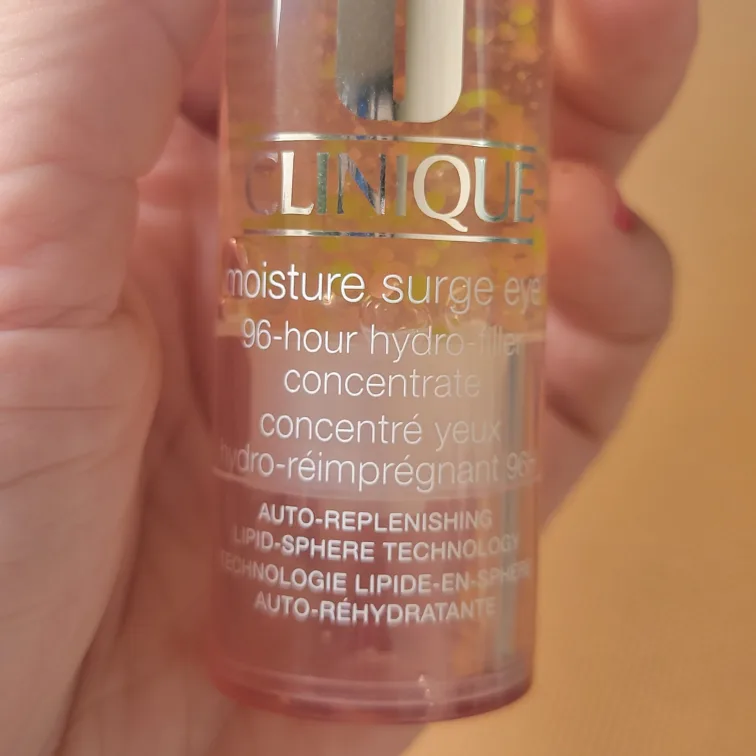 CLINIQUE
moisture surge eye
96-hour hydro-filler
concentrate
concentré yeux
hydro-réimprégnant 96h
AUTO-REPLENISHING
LIPID-SPHERE TECHNOLOGY
TECHNOLOGIE LIPIDE-EN-SPHÈRE
AUTO-RÉHYDRATANTE